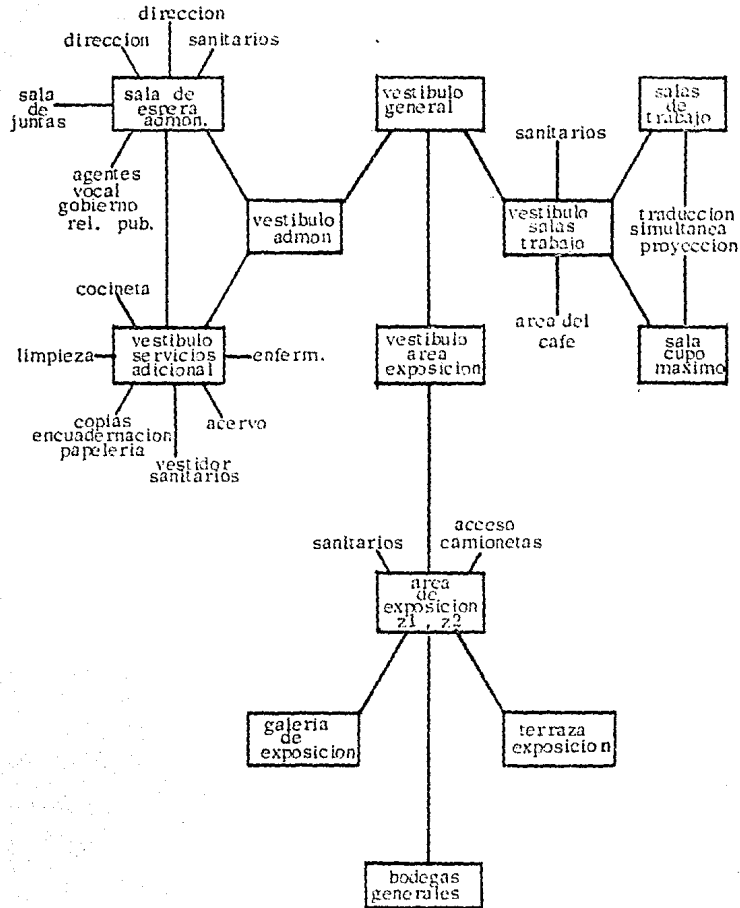 direccion
direccion
sanitarios
sala
de
juntas
sala de
espera
admon.
agentes
vocal
gobierno
rel. pub.
vestibulo
general
salas
de
trabajo
sanitarios
vestibulo
admon
vestibulo
salas
trabajo
traduccion
simultanea
proyeccion
cocineta
limpieza
vestibulo
servicios
adicional
enferm.
vestibulo
area
exposicion
area del
cafe
sala
cupo
maximo
copias
encuadernacion
papeleria
acervo
vestidor
sanitarios
sanitarios
acceso
camionetas
area
de
exposicion
z1 , z2
galeria
de
exposicion
terraza
exposicion
bodegas
generales